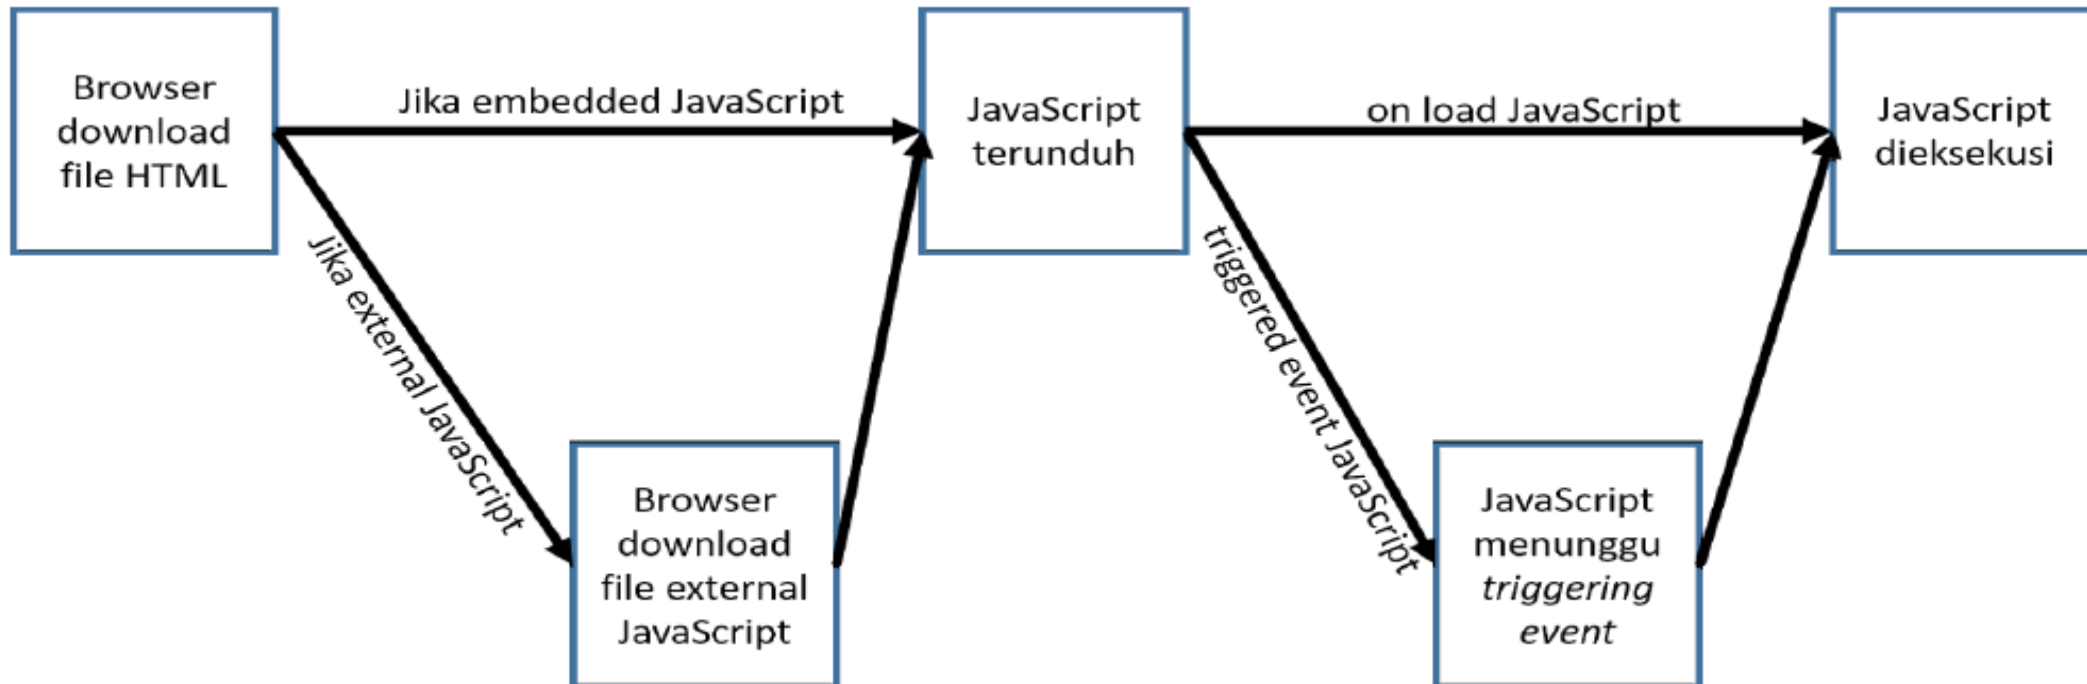 Browser
download
file HTML
Jika embedded JavaScript
JavaScript
terunduh
on load JavaScript
JavaScript
dieksekusi
Jika external JavaScript
triggered event JavaScript
Browser
download
file external
JavaScript
JavaScript
menunggu
triggering
event